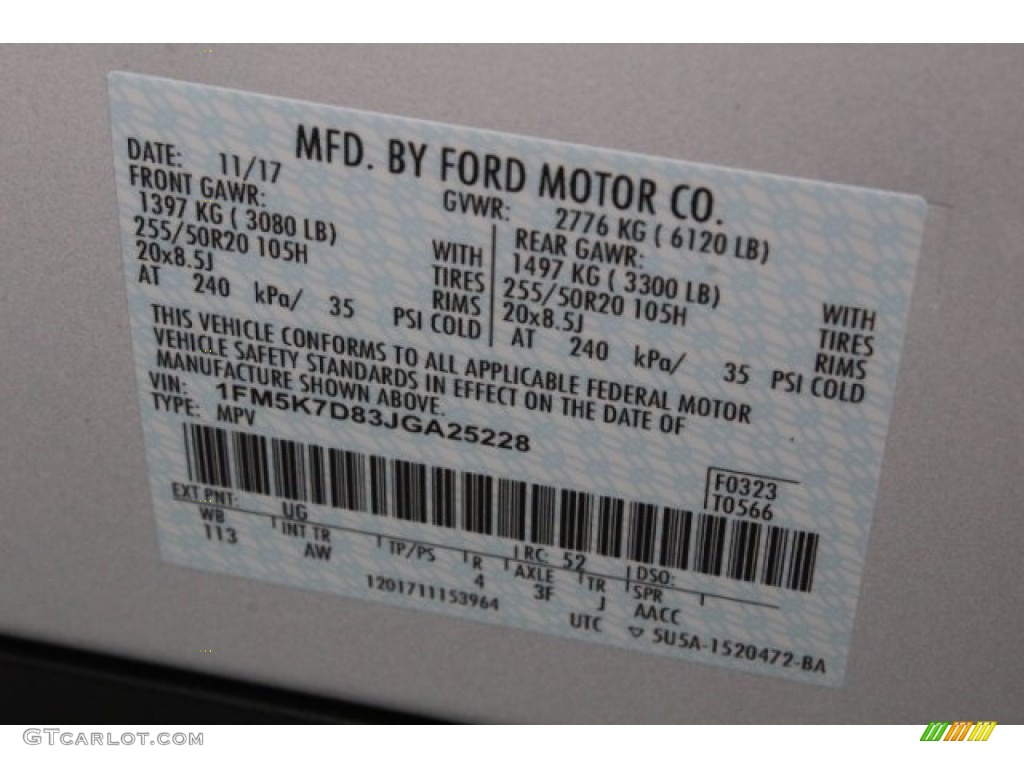 MFD. BY FORD MOTOR CO.
DATE: 11/17 GVWR: 2776 KG ( 6120 LB)
FRONT GAWR: REAR GAWR:
1397 KG ( 3080 LB) WITH 1497 KG ( 3300 LB) WITH
255/50R20 105H TIRES 255/50R20 105H TIRES
20x8.5J RIMS 20x8.5J RIMS
AT 240 kPa/ 35 PSI COLD AT 240 kPa/ 35 PSI COLD
THIS VEHICLE CONFORMS TO ALL APPLICABLE FEDERAL MOTOR
VEHICLE SAFETY STANDARDS IN EFFECT ON THE DATE OF
MANUFACTURE SHOWN ABOVE.
VIN: 1FM5K7D83JGA25228
TYPE: MPV
F0323
T0566
EXT PNT: UG RC: 52 DSO:
WB INT TR TP/PS R AXLE TR SPR
113 AW 4 3F J AACC
1201711153964 UTC ▽ 5U5A-1520472-BA
GTCARLOT.COM